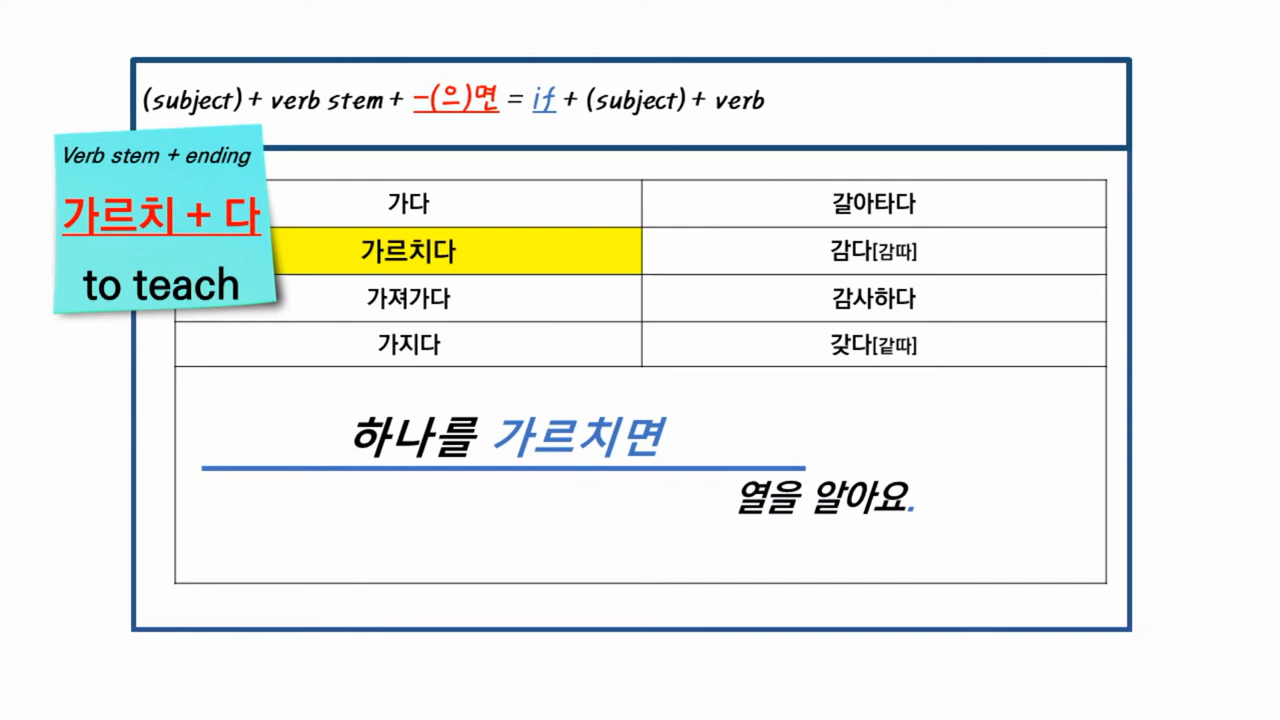 (subject) + verb stem + -(으)면 = if + (subject) + verb
Verb stem + ending
가르치 + 다
to teach
가다 갈아타다
가르치다 감다[감따]
가져가다 감사하다
가지다 갖다[같따]
하나를 가르치면
열을 알아요.